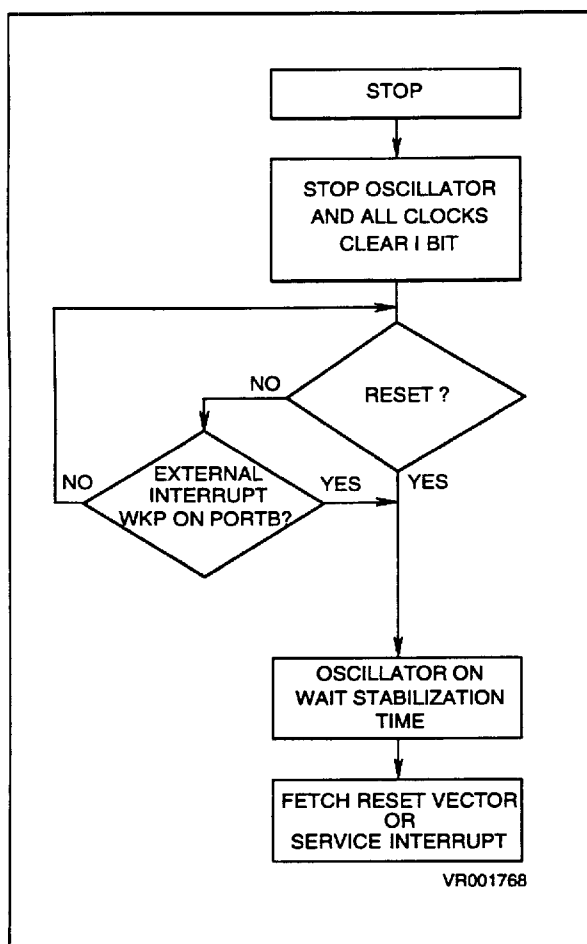 STOP
STOP OSCILLATOR
AND ALL CLOCKS
CLEAR I BIT
RESET ?
NO
YES
EXTERNAL
INTERRUPT
WKP ON PORTB?
NO
YES
OSCILLATOR ON
WAIT STABILIZATION
TIME
FETCH RESET VECTOR
OR
SERVICE INTERRUPT
VR001768